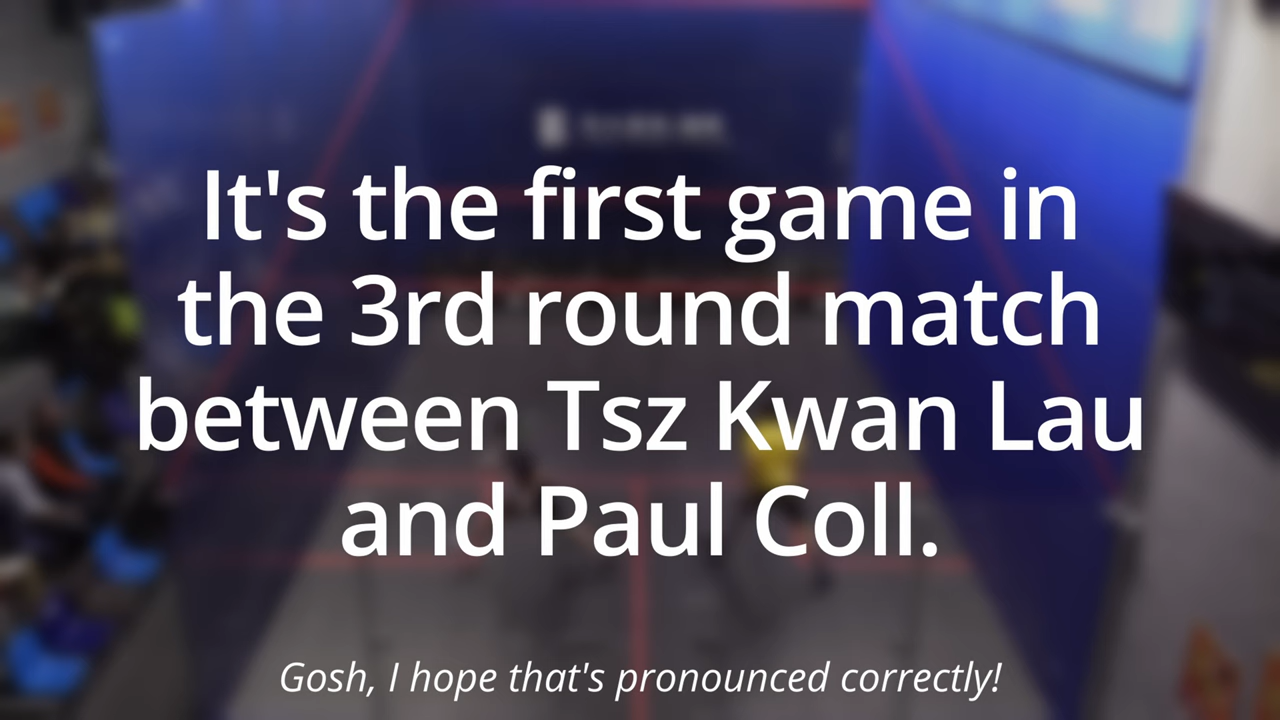 It's the first game in
the 3rd round match
between Tsz Kwan Lau
and Paul Coll.
Gosh, I hope that's pronounced correctly!